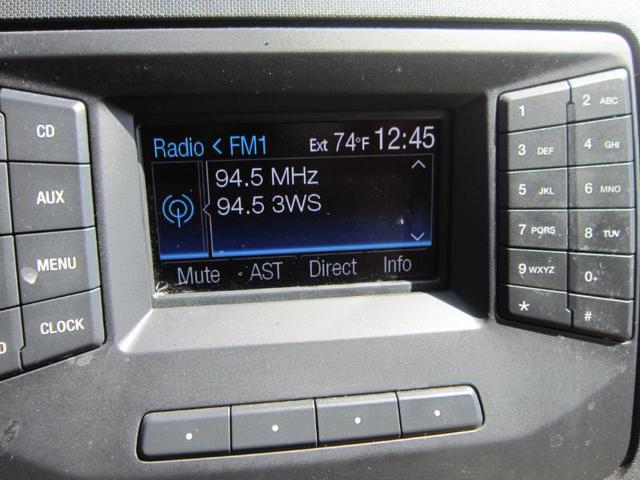 Radio < FM1 Ext 74°F 12:45
94.5 MHz
94.5 3WS
Mute AST Direct Info
CD
AUX
MENU
CLOCK
D
1
2 ABC
3 DEF
4 GHI
5 JKL
6 MNO
7 PQRS
8 TUV
9 WXYZ
0+
*
#